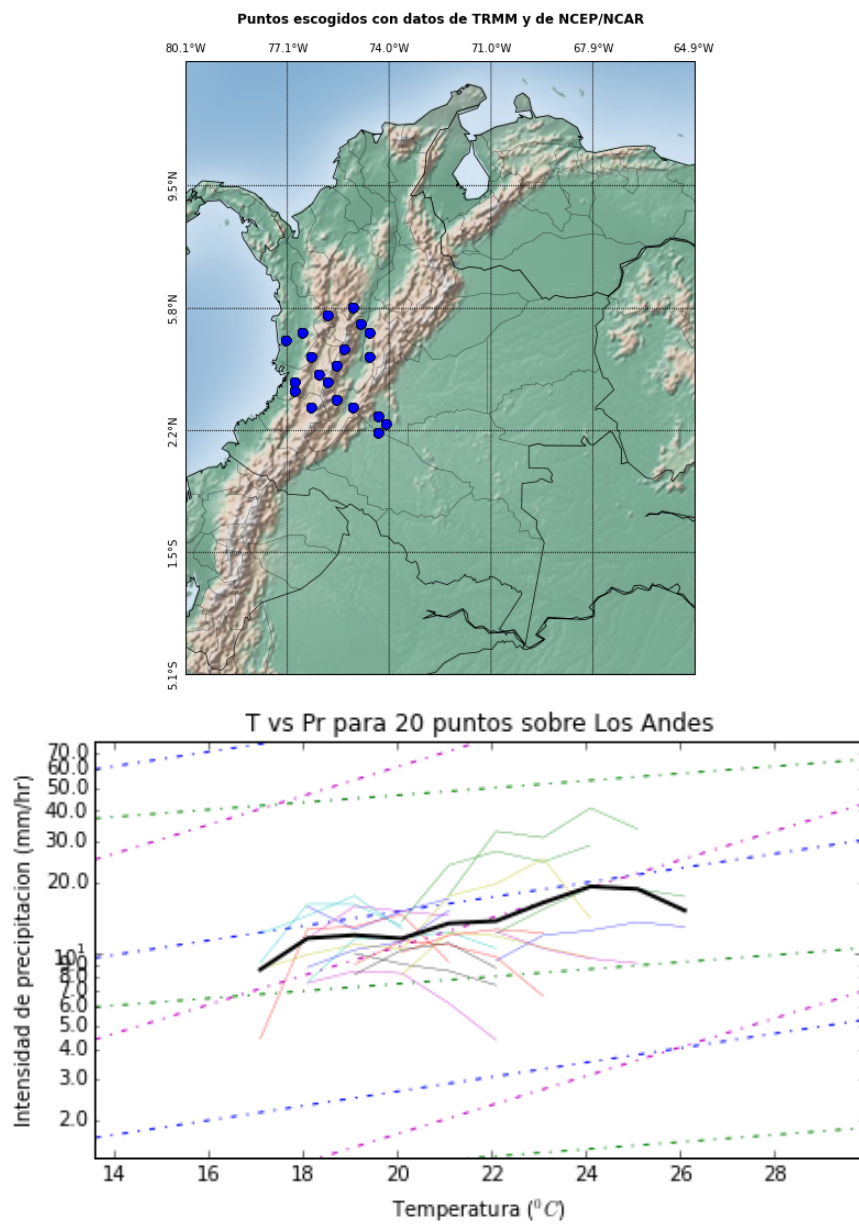 Puntos escogidos con datos de TRMM y de NCEP/NCAR
80.1°W 77.1°W 74.0°W 71.0°W 67.9°W 64.9°W
9.5°N
5.8°N
2.2°N
1.5°S
5.1°S
T vs Pr para 20 puntos sobre Los Andes
Intensidad de precipitacion (mm/hr)
70.0
60.0
50.0
40.0
30.0
20.0
10¹
8.0
7.0
6.0
5.0
4.0
3.0
2.0
14 16 18 20 22 24 26 28
Temperatura (⁰C)